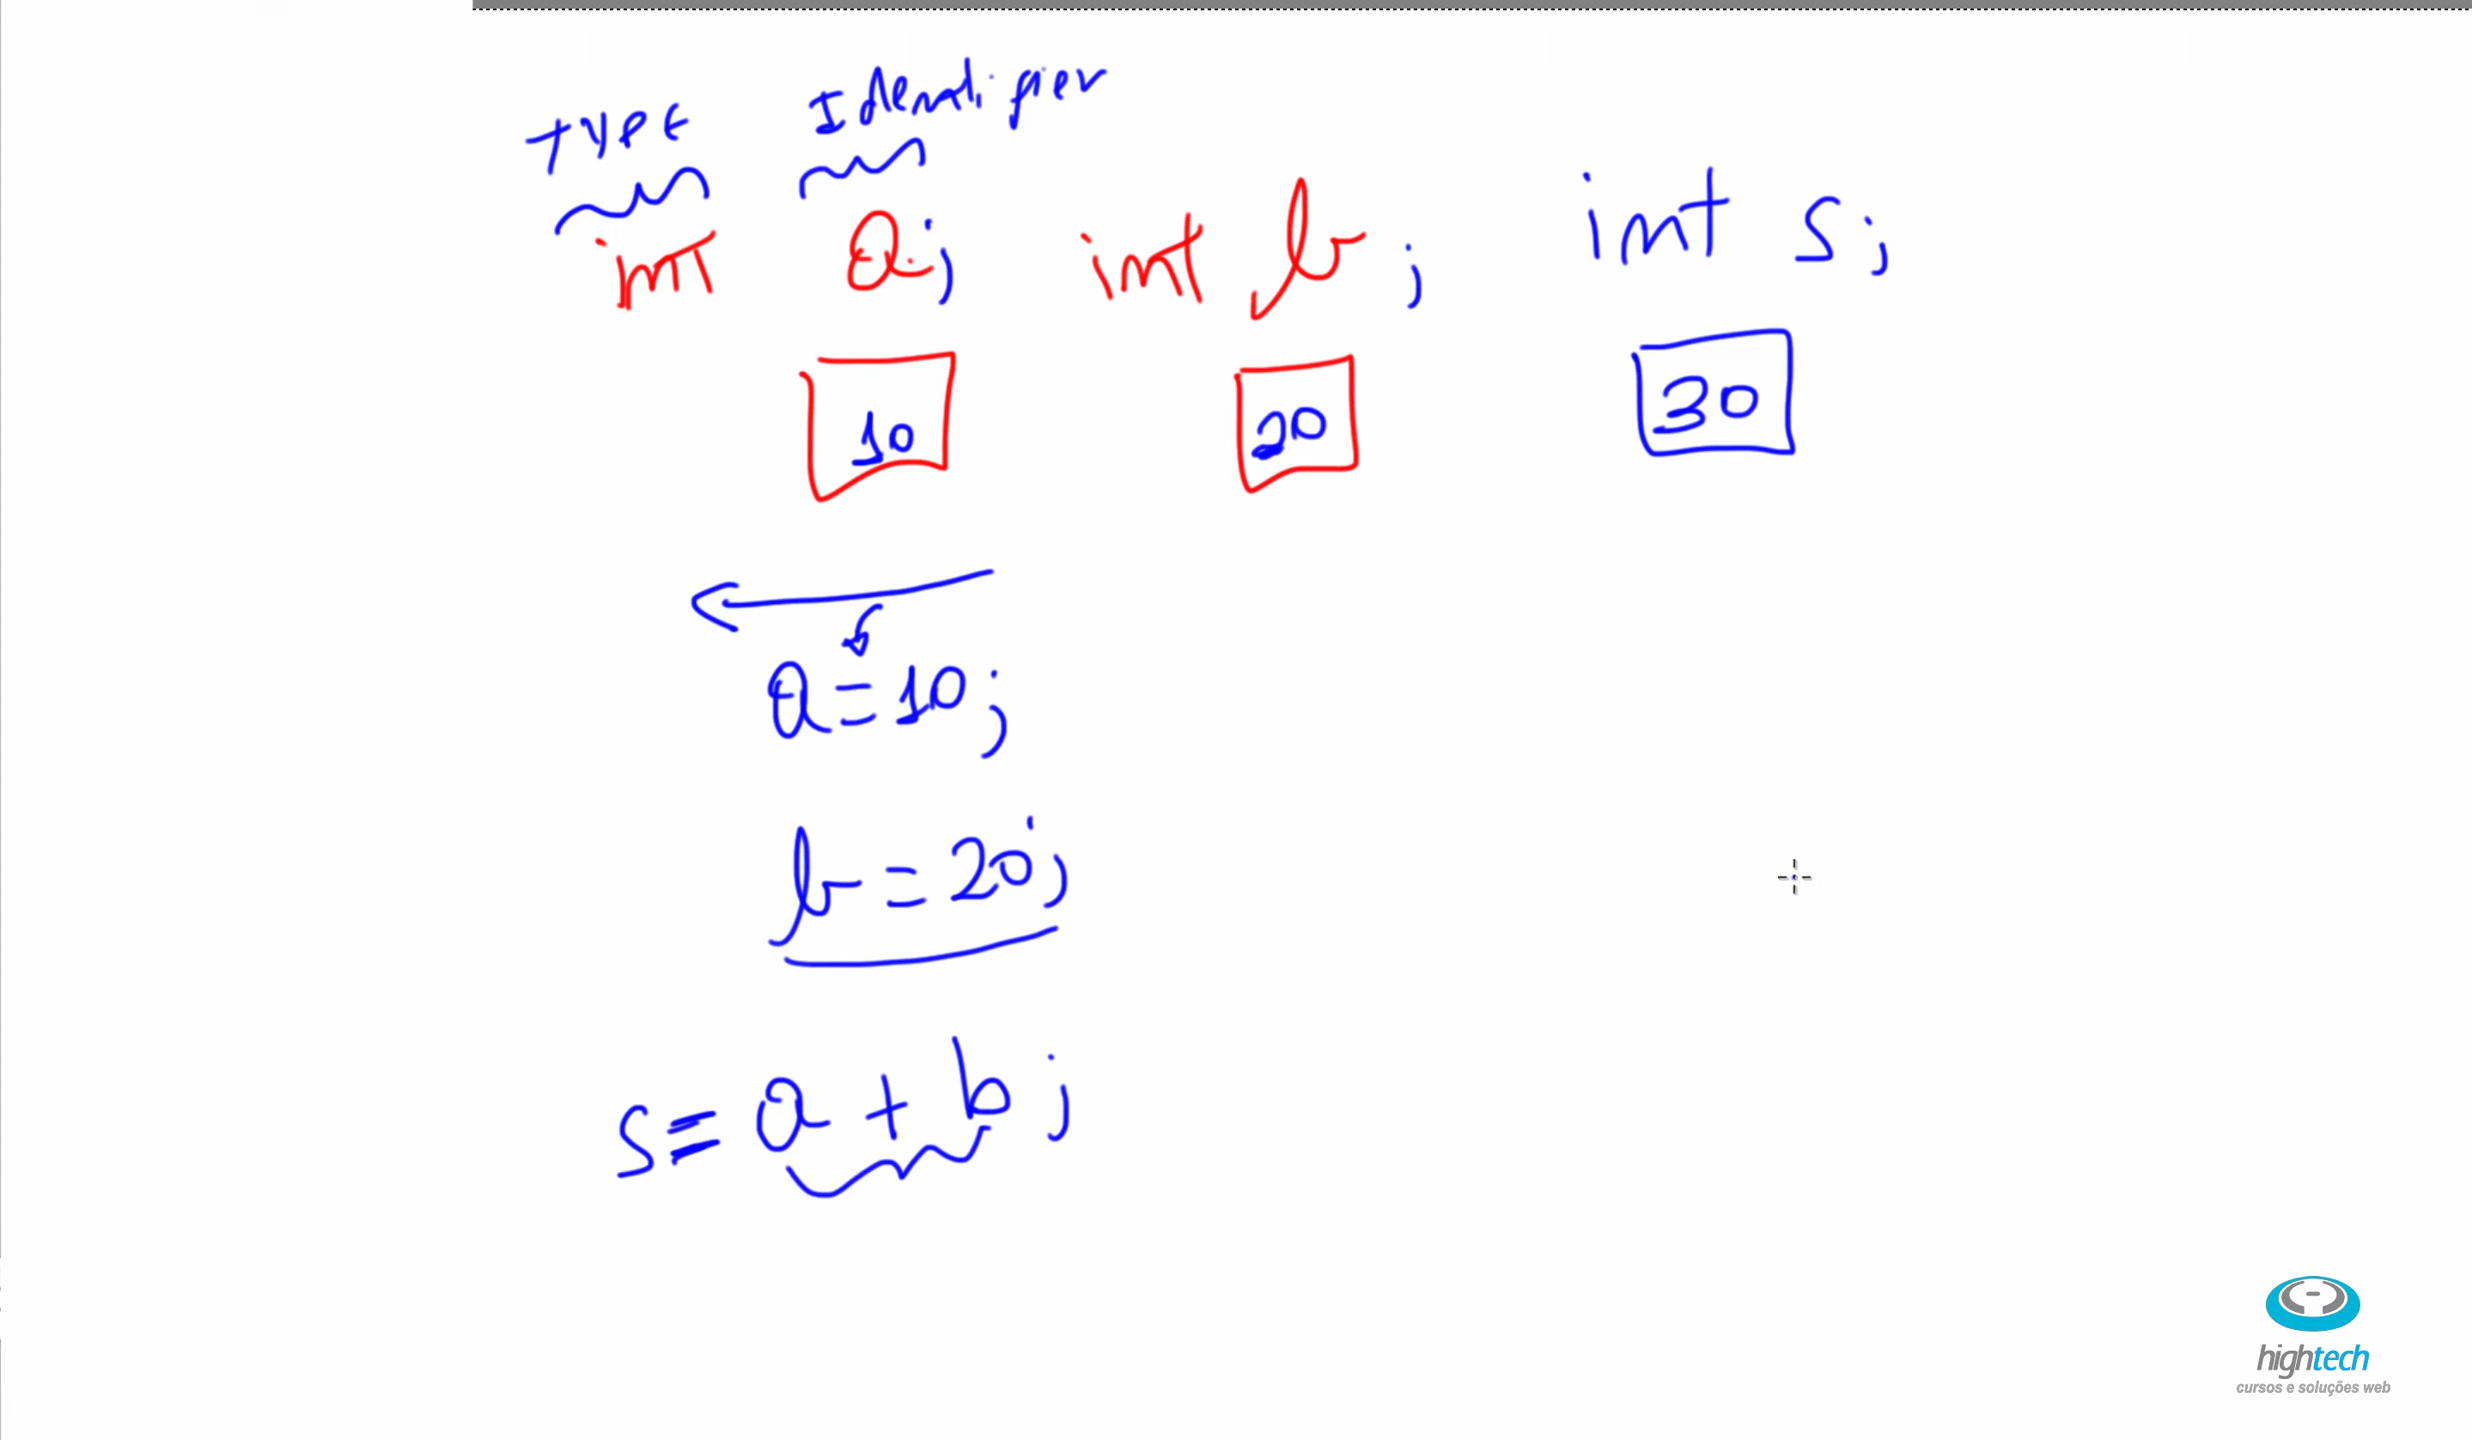 Type Identifier
int a; int b; int s;
10 20 30
a=10;
b=20;
s=a+b;
hightech
cursos e soluções web